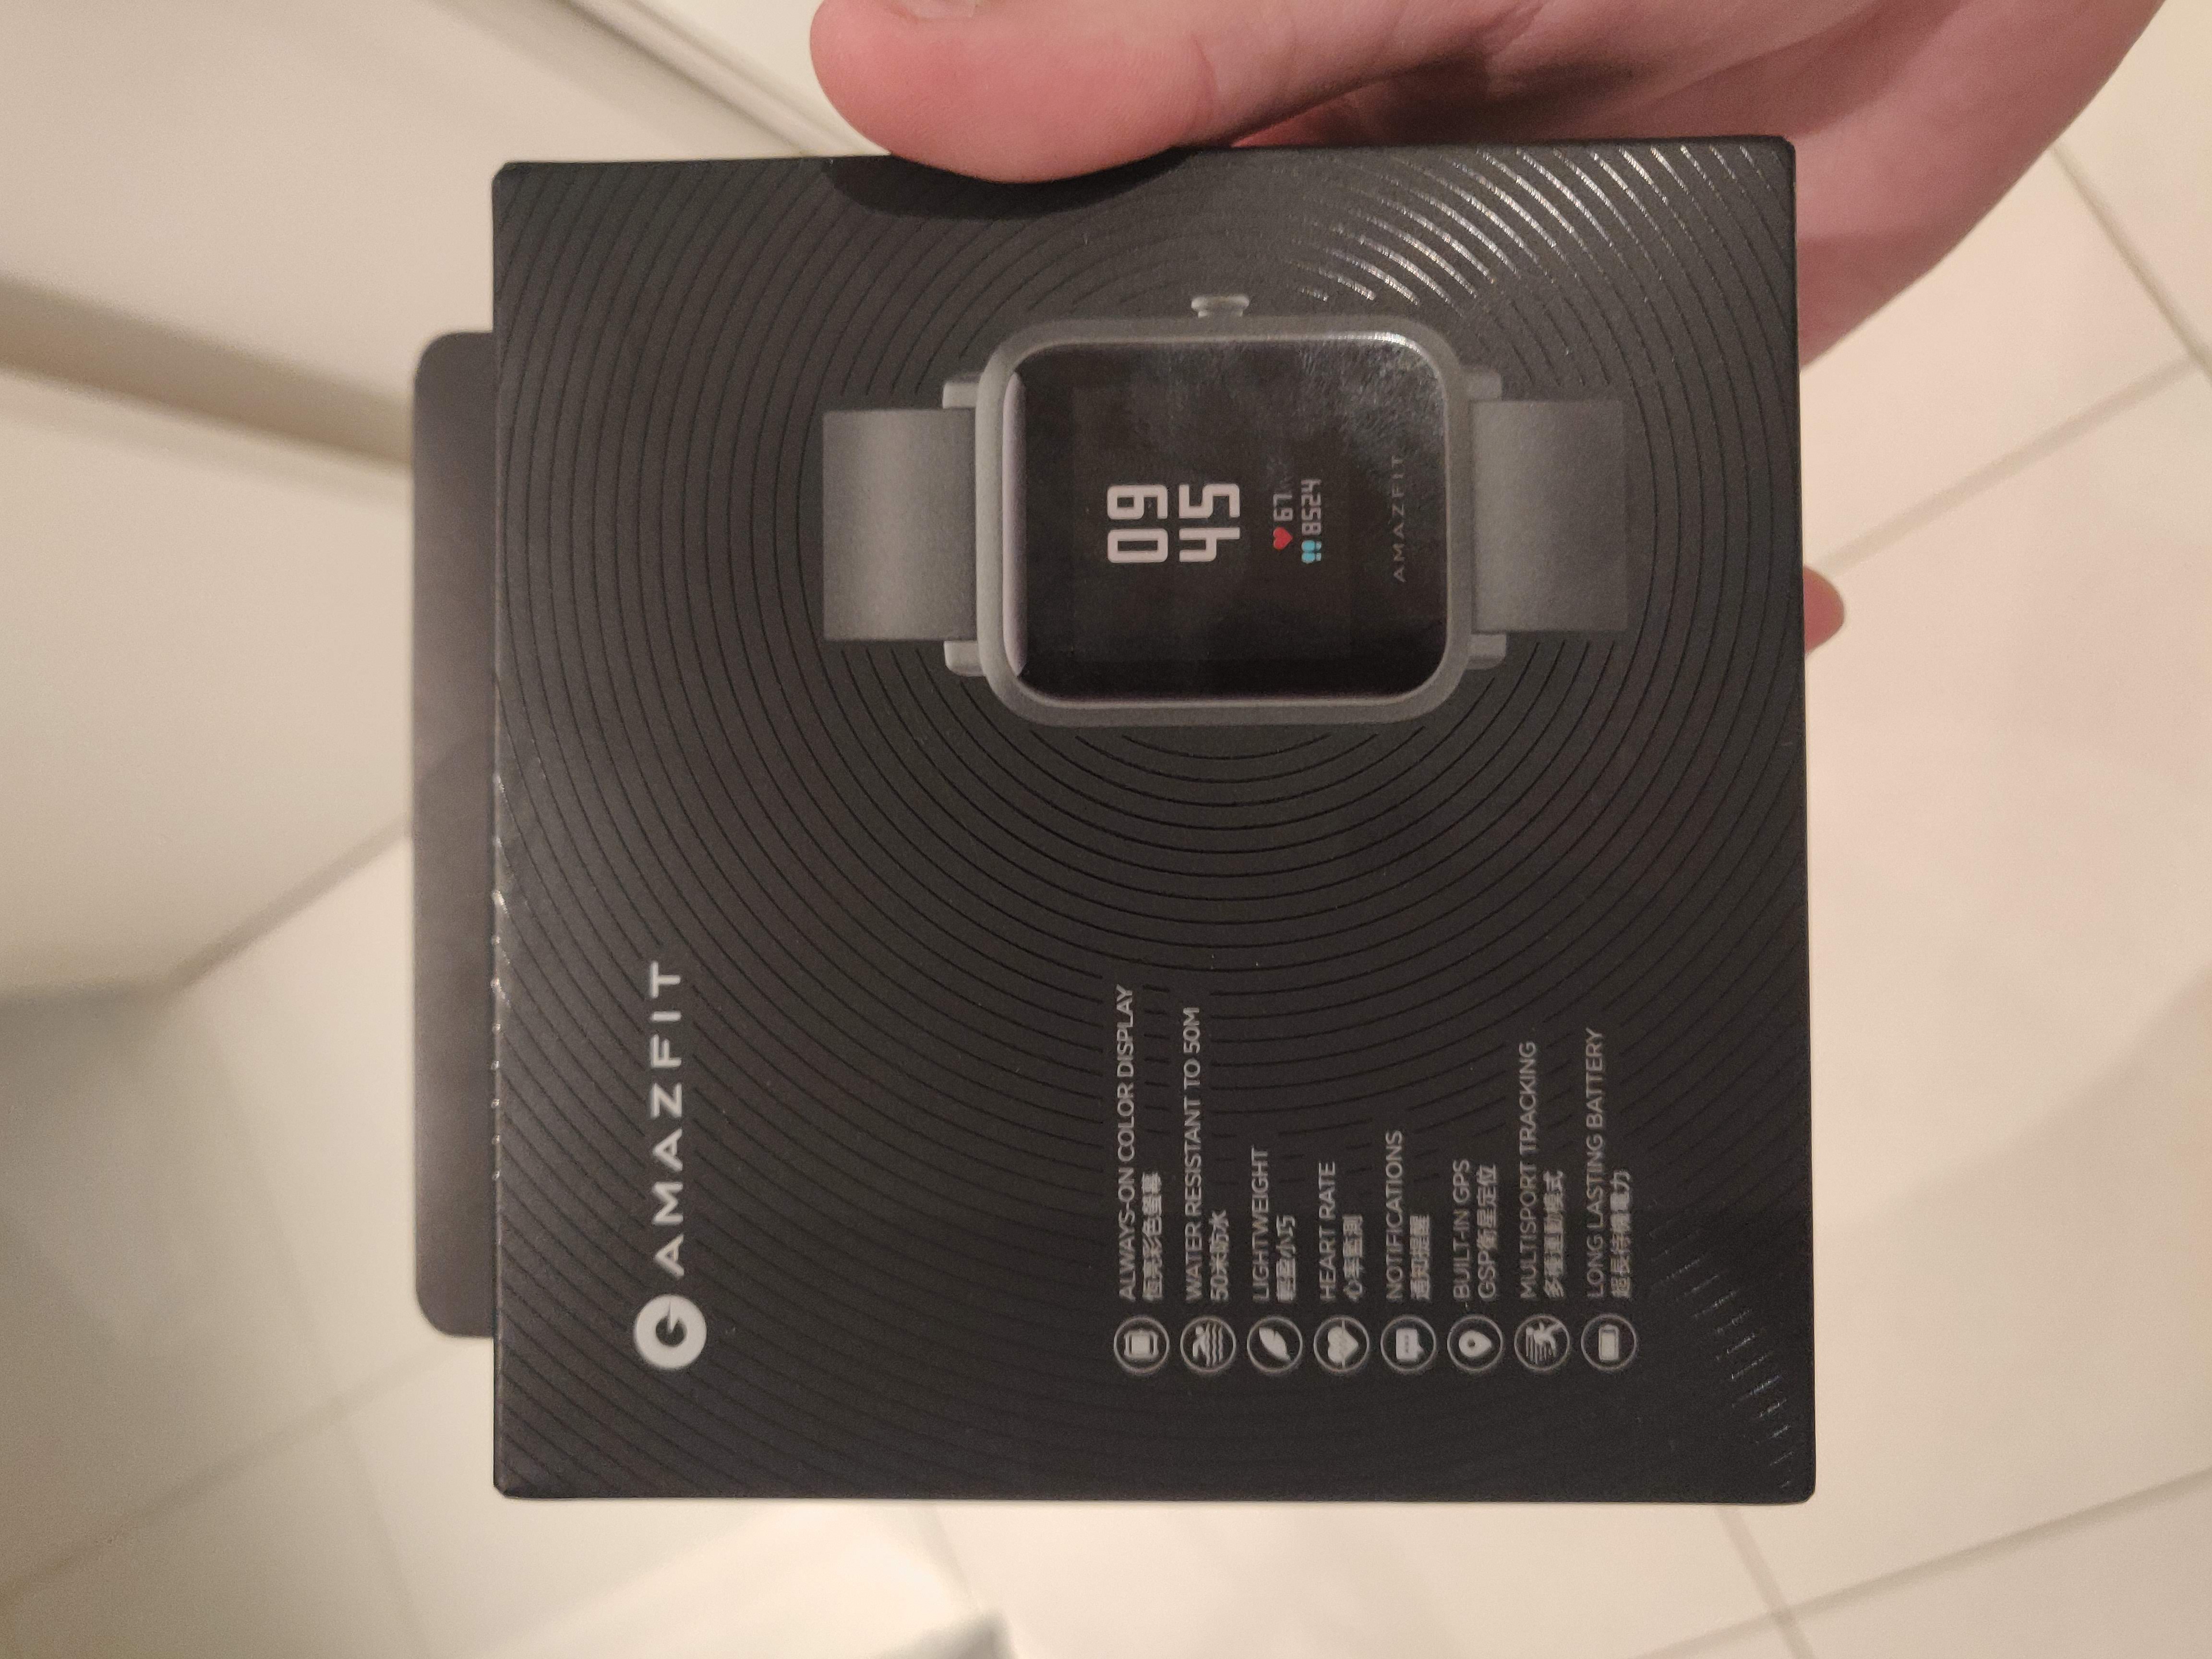 AMAZFIT
ALWAYS-ON COLOR DISPLAY
恆亮彩色螢幕
WATER RESISTANT TO 50M
50米防水
LIGHTWEIGHT
輕盈小巧
HEART RATE
心率監測
NOTIFICATIONS
通知提醒
BUILT-IN GPS
GSP衛星定位
MULTISPORT TRACKING
多種運動模式
LONG LASTING BATTERY
超長待機電力
09
45
67
8524
AMAZFIT